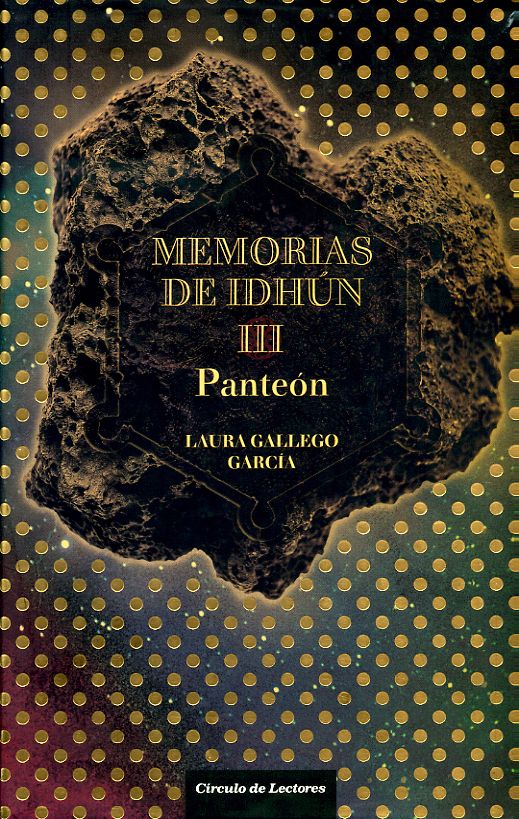 MEMORIAS
DE IDHÚN
III
Panteón
LAURA GALLEGO
GARCÍA
Círculo de Lectores